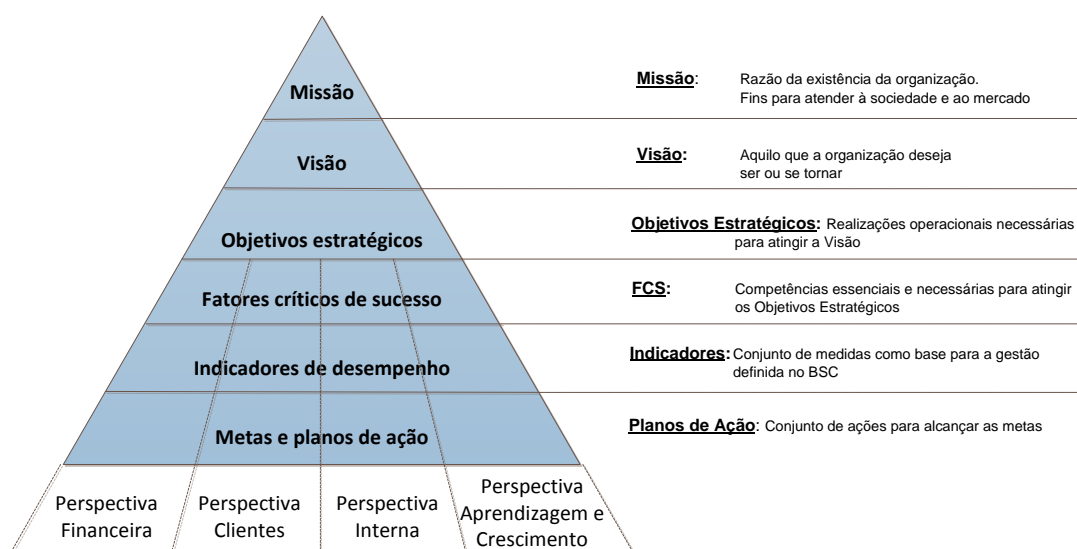 Missão
Visão
Objetivos estratégicos
Fatores críticos de sucesso
Indicadores de desempenho
Metas e planos de ação
Perspectiva
Financeira
Perspectiva
Clientes
Perspectiva
Interna
Perspectiva
Aprendizagem e
Crescimento
Missão: Razão da existência da organização.
Fins para atender à sociedade e ao mercado
Visão: Aquilo que a organização deseja
ser ou se tornar
Objetivos Estratégicos: Realizações operacionais necessárias
para atingir a Visão
FCS: Competências essenciais e necessárias para atingir
os Objetivos Estratégicos
Indicadores: Conjunto de medidas como base para a gestão
definida no BSC
Planos de Ação: Conjunto de ações para alcançar as metas